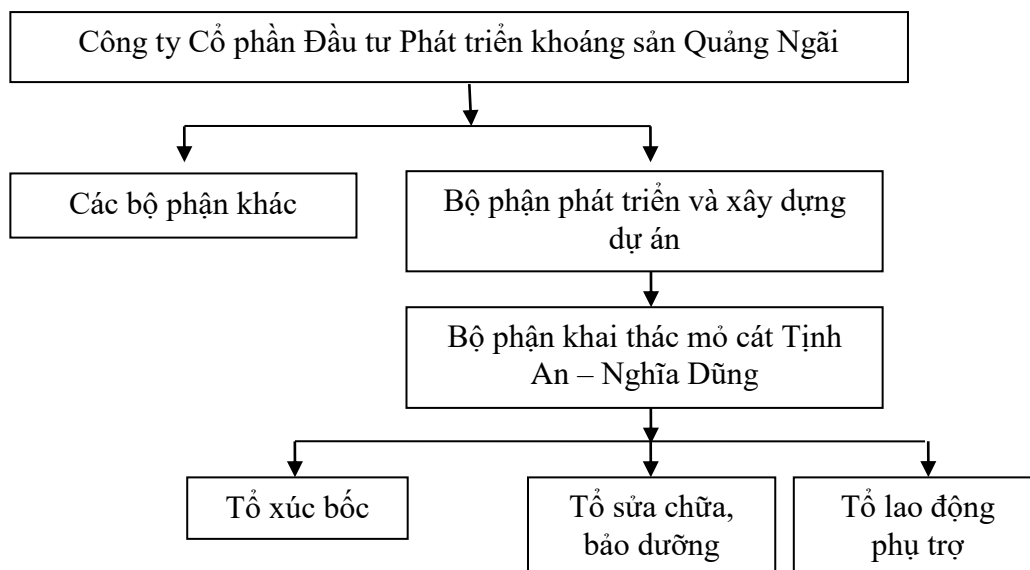 Công ty Cổ phần Đầu tư Phát triển khoáng sản Quảng Ngãi
Các bộ phận khác
Bộ phận phát triển và xây dựng
dự án
Bộ phận khai thác mỏ cát Tịnh
An – Nghĩa Dũng
Tổ xúc bốc
Tổ sửa chữa,
bảo dưỡng
Tổ lao động
phụ trợ